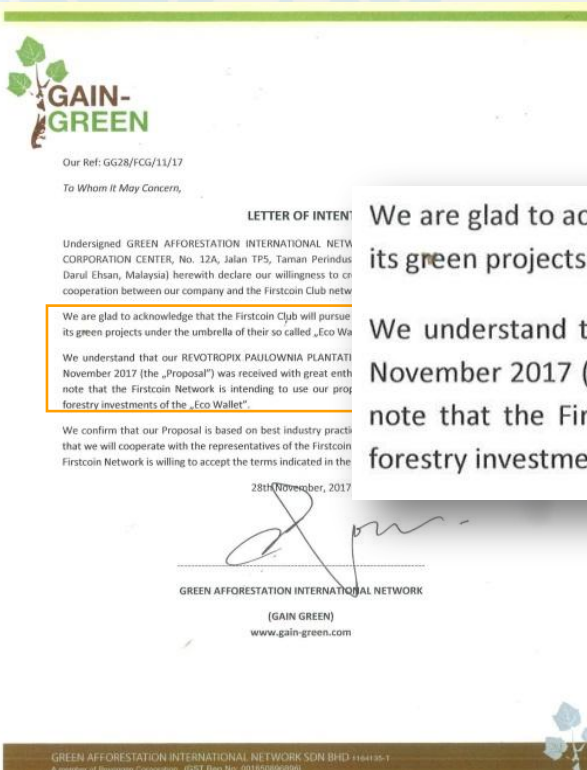 GAIN-
GREEN
Our Ref: GG28/FCG/11/17
To Whom It May Concern,
LETTER OF INTENT
Undersigned GREEN AFFORESTATION INTERNATIONAL NETW
CORPORATION CENTER, No. 12A, Jalan TP5, Taman Perindus
Darul Ehsan, Malaysia) herewith declare our willingness to cr
cooperation between our company and the Firstcoin Club netw
We are glad to acknowledge that the Firstcoin Club will pursue
its green projects under the umbrella of their so called „Eco Wa
We understand that our REVOTROPIX PAULOWNIA PLANTATI
November 2017 (the „Proposal") was received with great enth
note that the Firstcoin Network is intending to use our prop
forestry investments of the „Eco Wallet".
We confirm that our Proposal is based on best industry practi
that we will cooperate with the representatives of the Firstcoin
Firstcoin Network is willing to accept the terms indicated in the
28th November, 2017
GREEN AFFORESTATION INTERNATIONAL NETWORK
(GAIN GREEN)
www.gain-green.com
GREEN AFFORESTATION INTERNATIONAL NETWORK SDN BHD 1164135-T
We are glad to ac
its green projects
We understand t
November 2017 (
note that the Fir
forestry investme